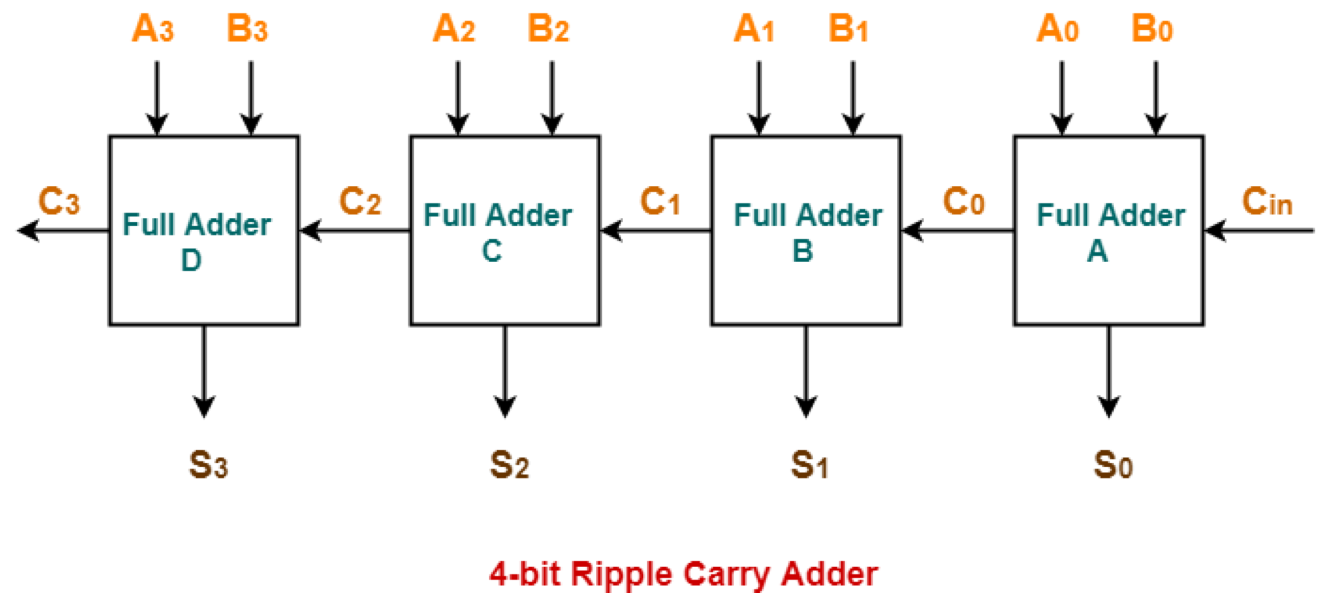 A3 B3 A2 B2 A1 B1 A0 B0
C3 C2 C1 C0 Cin
Full Adder Full Adder Full Adder Full Adder
D C B A
S3 S2 S1 S0
4-bit Ripple Carry Adder